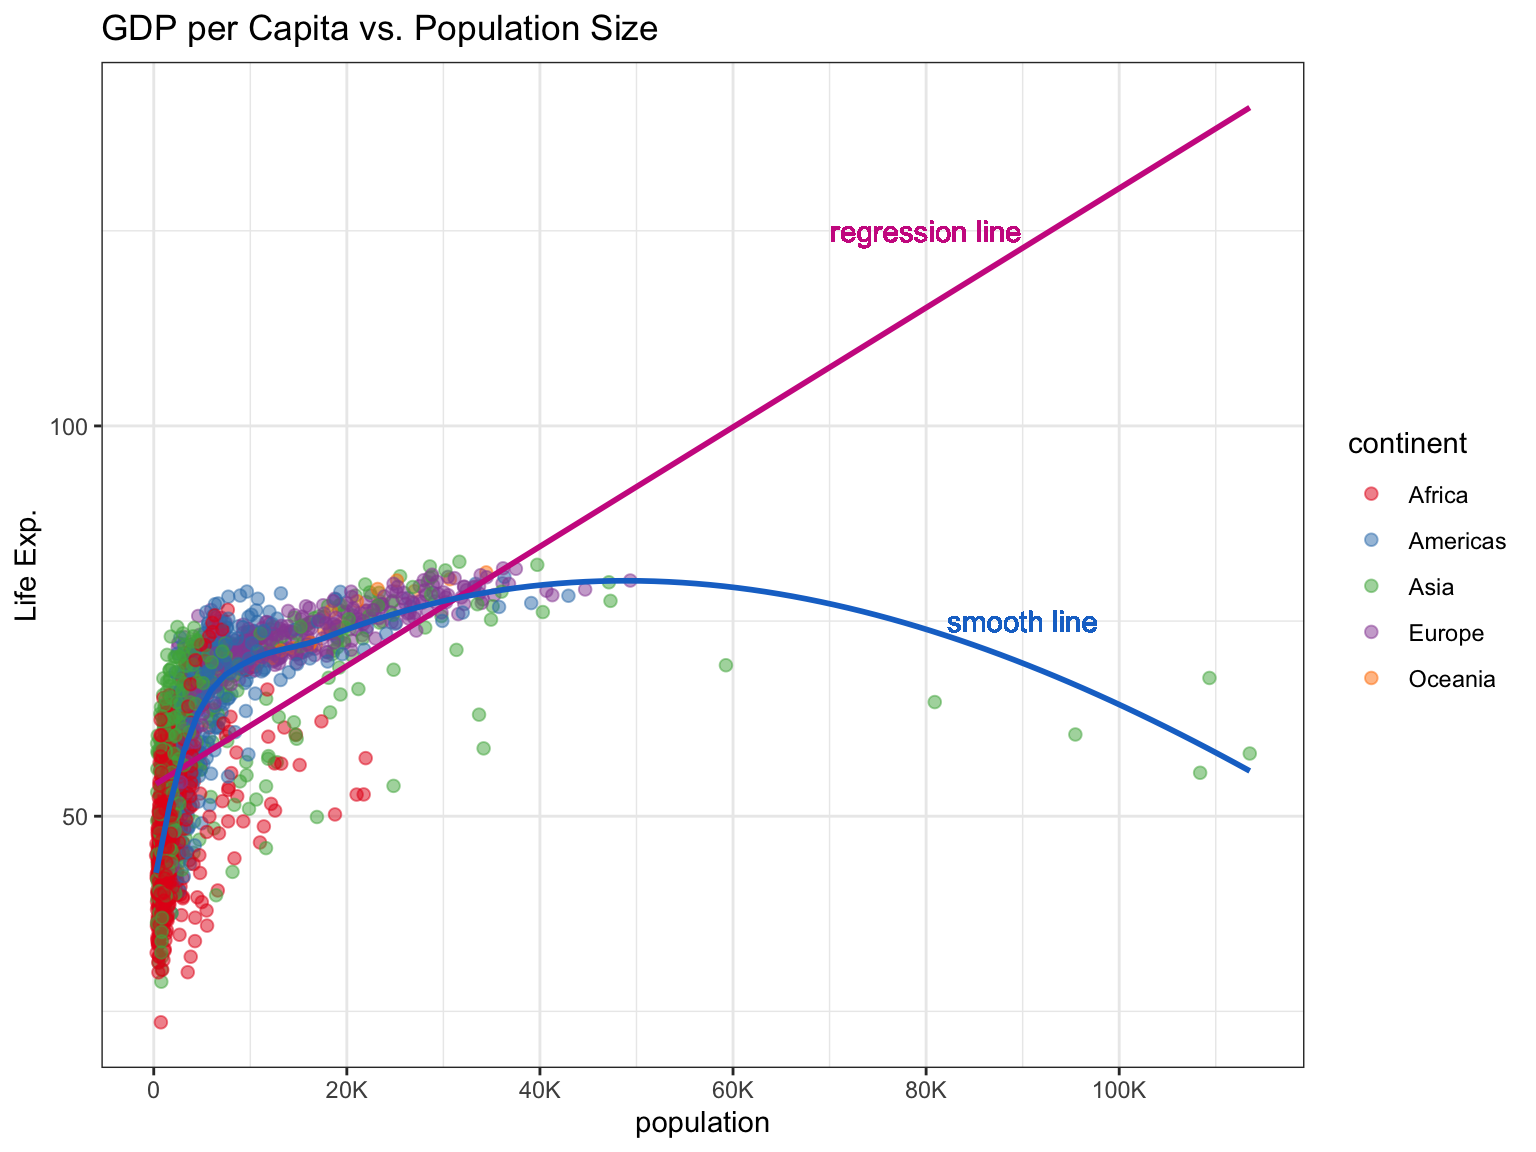 GDP per Capita vs. Population Size
Life Exp.
100
50
regression line
smooth line
0
20K
40K
60K
80K
100K
population
continent
Africa
Americas
Asia
Europe
Oceania